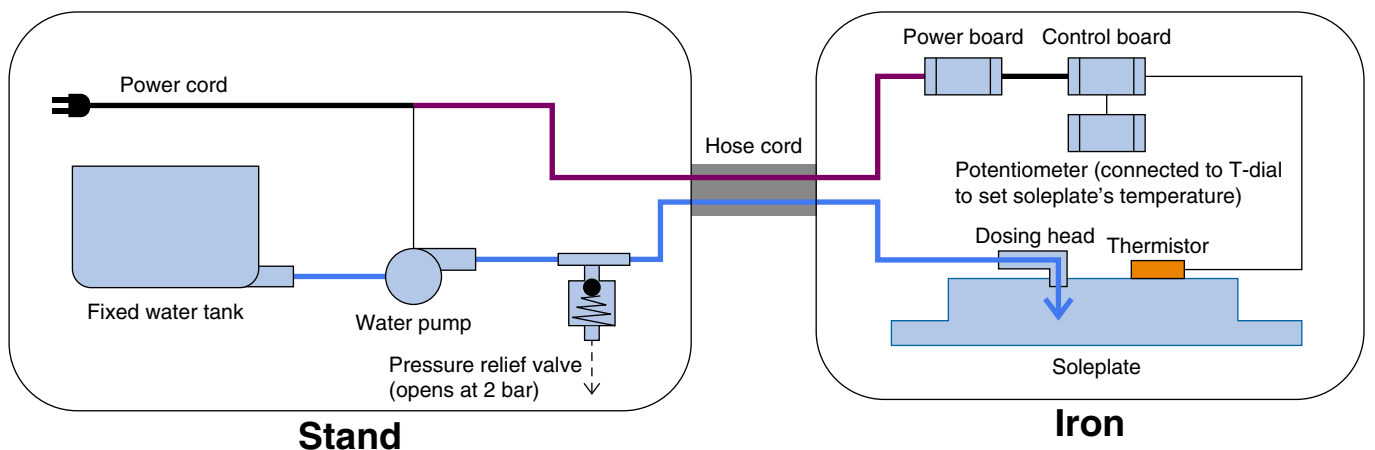 Power cord
Fixed water tank
Water pump
Pressure relief valve
(opens at 2 bar)
Stand
Hose cord
Power board
Control board
Potentiometer (connected to T-dial
to set soleplate's temperature)
Dosing head
Thermistor
Soleplate
Iron